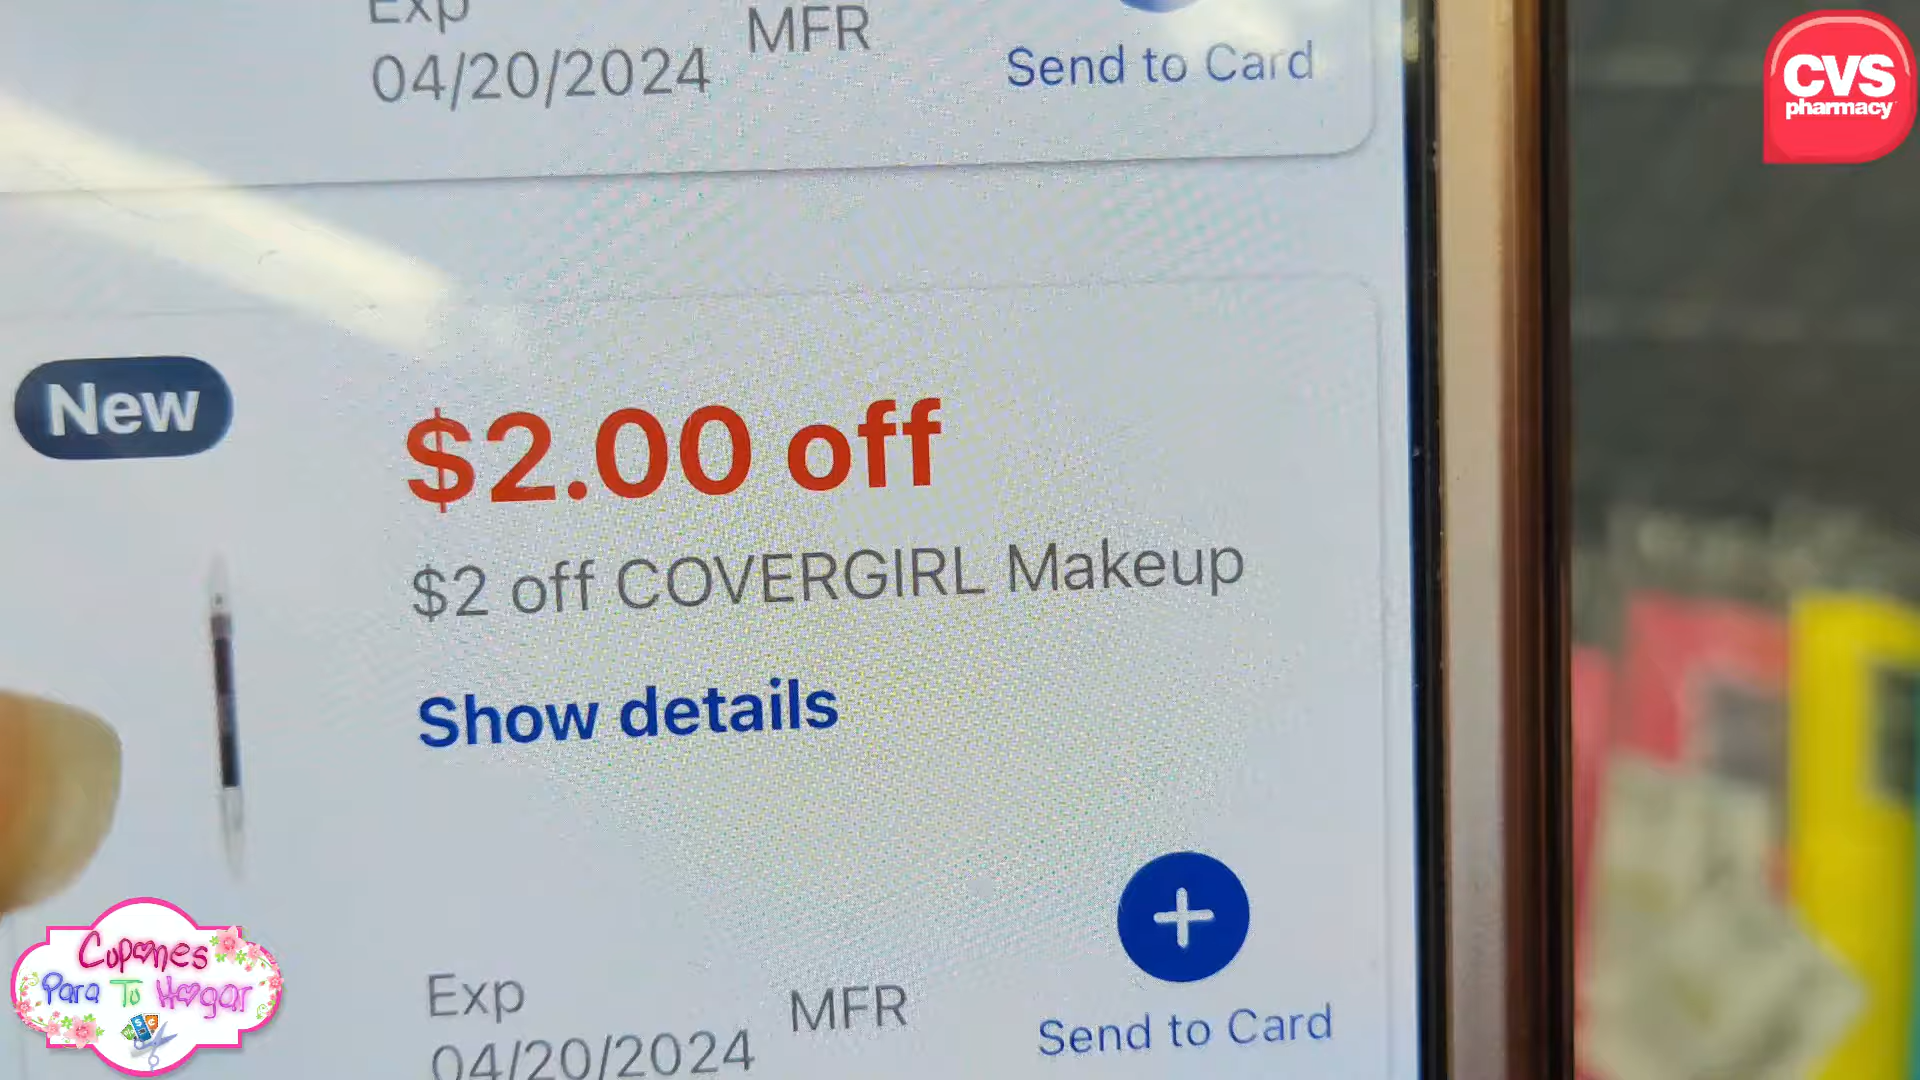 Exp
04/20/2024
MFR
Send to Card
CVS
pharmacy
New
$2.00 off
$2 off COVERGIRL Makeup
Show details
Exp
04/20/2024
MFR
Send to Card
Cupones
Para Tu Hogar